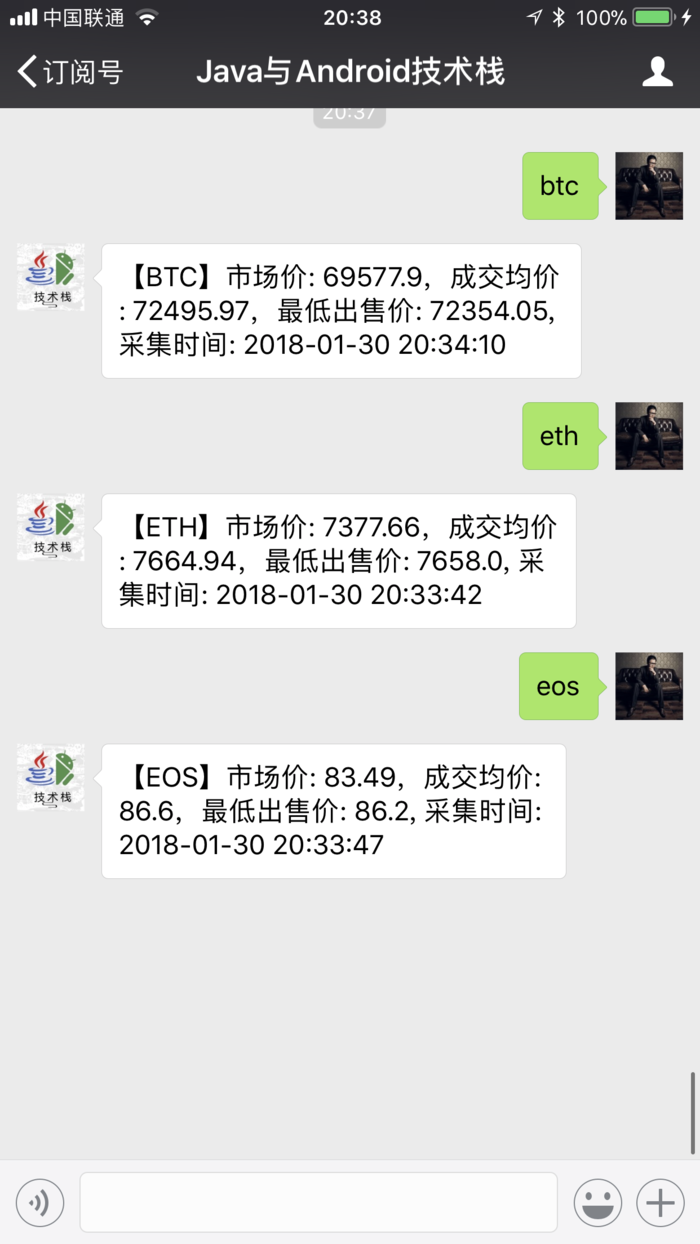 中国联通 20:38 100%
订阅号 Java与Android技术栈
20:37
btc
技术栈
【BTC】市场价: 69577.9，成交均价
: 72495.97，最低出售价: 72354.05,
采集时间: 2018-01-30 20:34:10
eth
技术栈
【ETH】市场价: 7377.66，成交均价
: 7664.94，最低出售价: 7658.0, 采
集时间: 2018-01-30 20:33:42
eos
技术栈
【EOS】市场价: 83.49，成交均价:
86.6，最低出售价: 86.2, 采集时间:
2018-01-30 20:33:47